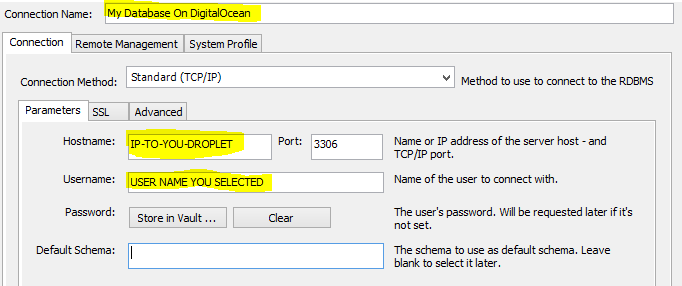 Connection Name: My Database On DigitalOcean
Connection Remote Management System Profile
Connection Method: Standard (TCP/IP) Method to use to connect to the RDBMS
Parameters SSL Advanced
Hostname: IP-TO-YOU-DROPLET Port: 3306 Name or IP address of the server host - and
TCP/IP port.
Username: USER NAME YOU SELECTED Name of the user to connect with.
Password: Store in Vault ... Clear The user's password. Will be requested later if it's
not set.
Default Schema: The schema to use as default schema. Leave
blank to select it later.